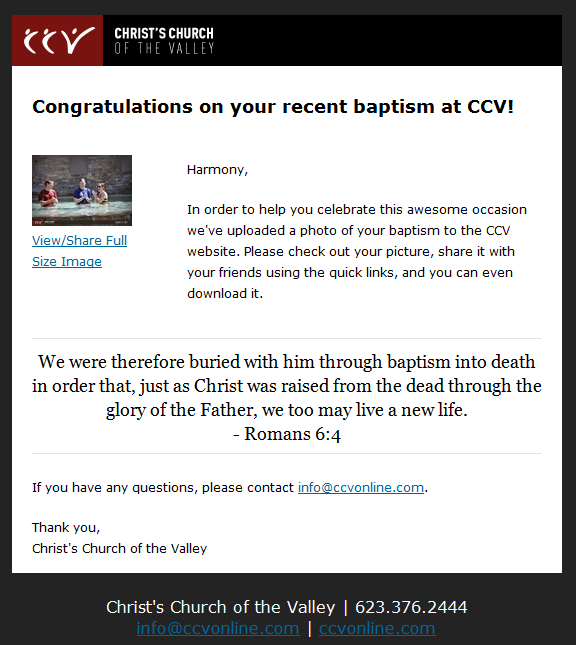 CCV
CHRIST'S CHURCH
OF THE VALLEY
Congratulations on your recent baptism at CCV!
View/Share Full
Size Image
Harmony,
In order to help you celebrate this awesome occasion
we've uploaded a photo of your baptism to the CCV
website. Please check out your picture, share it with
your friends using the quick links, and you can even
download it.
We were therefore buried with him through baptism into death
in order that, just as Christ was raised from the dead through the
glory of the Father, we too may live a new life.
- Romans 6:4
If you have any questions, please contact info@ccvonline.com.
Thank you,
Christ's Church of the Valley
Christ's Church of the Valley | 623.376.2444
info@ccvonline.com | ccvonline.com